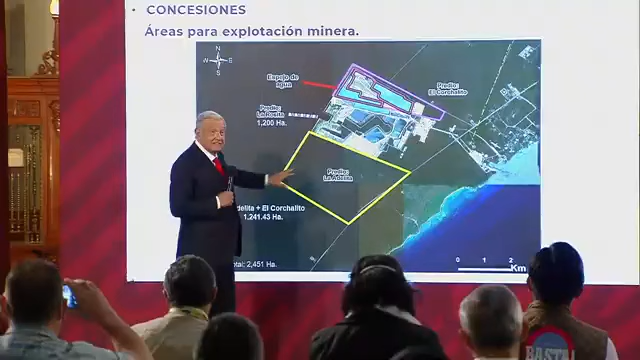 • CONCESIONES
Áreas para explotación minera.
N
W E
S
Espejo de
agua
Predio:
El Corchalito
Predio:
La Rosita
1,200 Ha.
Predio:
La Adelita
delita + El Corchalito
1,241.43 Ha.
otal: 2,451 Ha.
0 1 2
Km
BASTA